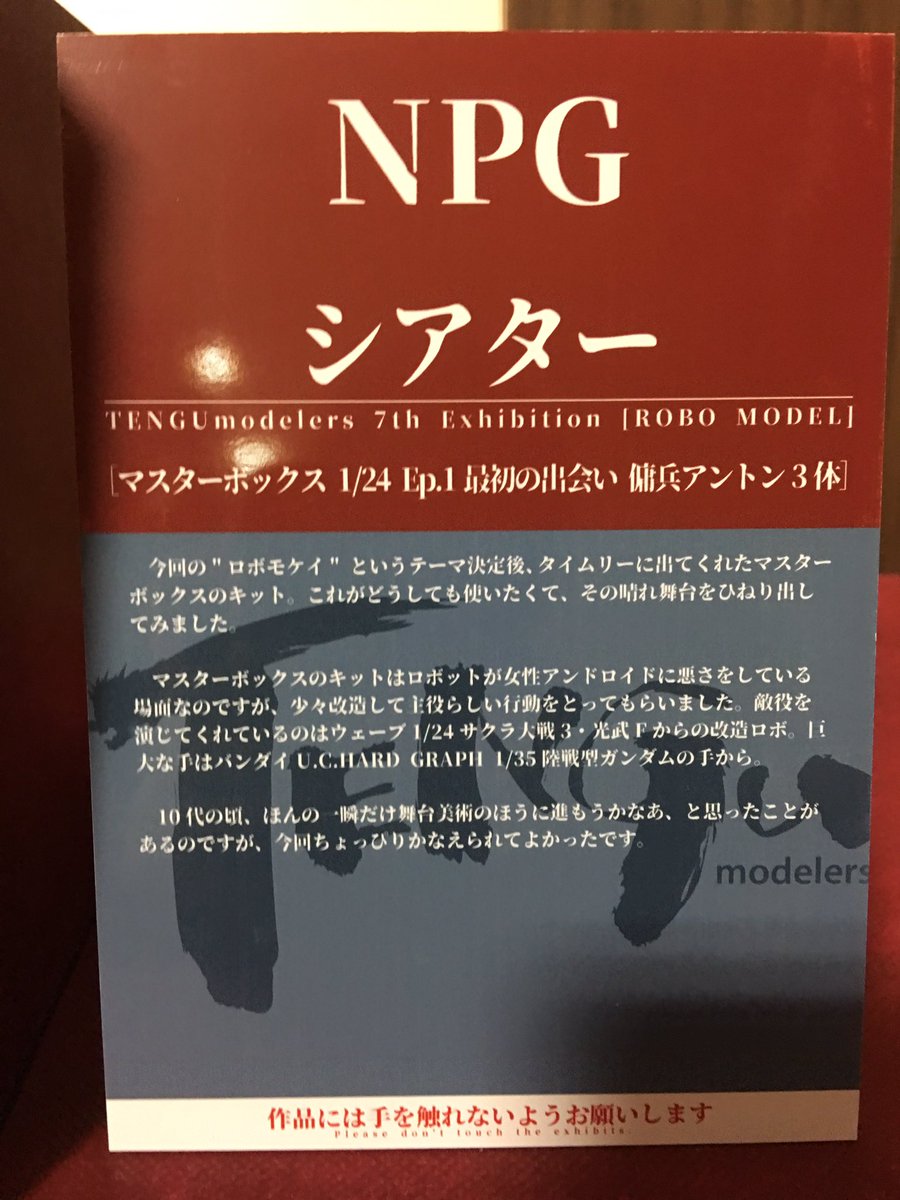 NPG
シアター
TENGUmodelers 7th Exhibition [ROBO MODEL]
[マスターボックス 1/24 Ep.1 最初の出会い 傭兵アントン3体]
今回の"ロボモケイ"というテーマ決定後、タイムリーに出てくれたマスター
ボックスのキット。これがどうしても使いたくて、その晴れ舞台をひねり出し
てみました。
マスターボックスのキットはロボットが女性アンドロイドに悪さをしている
場面なのですが、少々改造して主役らしい行動をとってもらいました。敵役を
演じてくれているのはウェーブ 1/24 サクラ大戦3・光武Fからの改造ロボ。巨
大な手はバンダイ U.C.HARD GRAPH 1/35 陸戦型ガンダムの手から。
10代の頃、ほんの一瞬だけ舞台美術のほうに進もうかなあ、と思ったことが
あるのですが、今回ちょっぴりかなえられてよかったです。
TENGU
modelers
作品には手を触れないようお願いします
Please don't touch the exhibits.